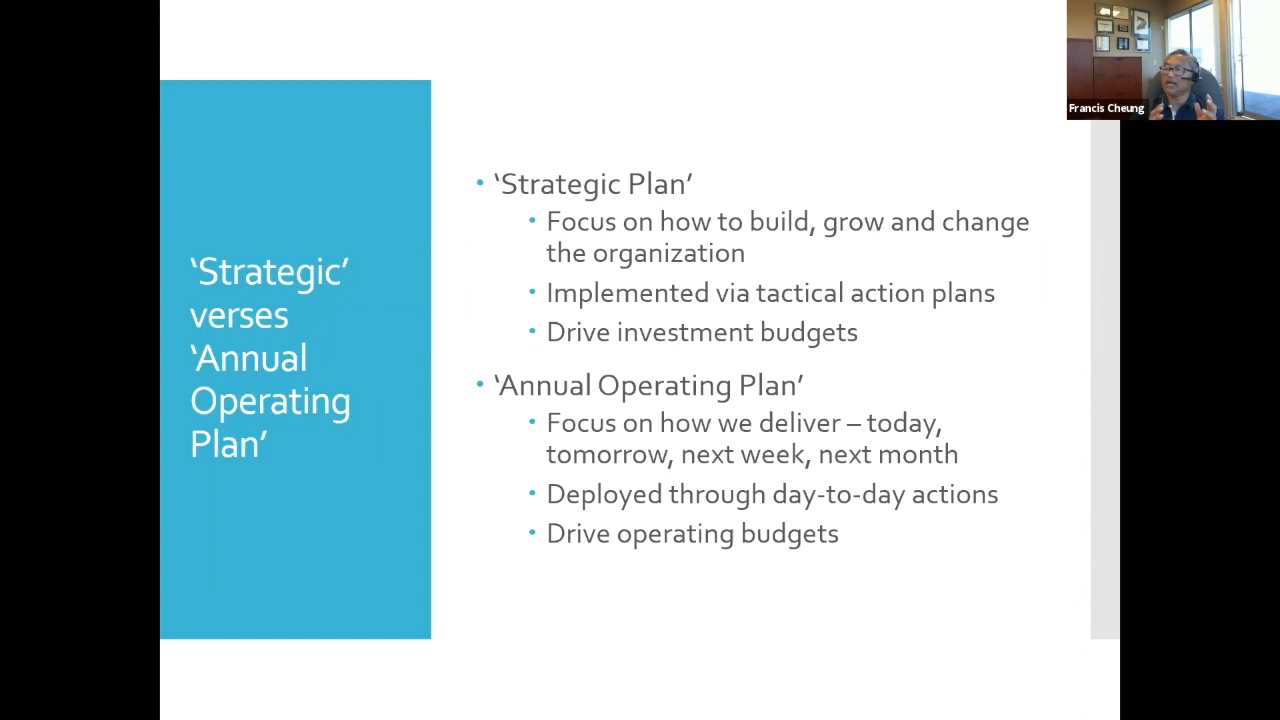 ‘Strategic’
verses
‘Annual
Operating
Plan’
• ‘Strategic Plan’
• Focus on how to build, grow and change
the organization
• Implemented via tactical action plans
• Drive investment budgets
• ‘Annual Operating Plan’
• Focus on how we deliver – today,
tomorrow, next week, next month
• Deployed through day-to-day actions
• Drive operating budgets
Francis Cheung